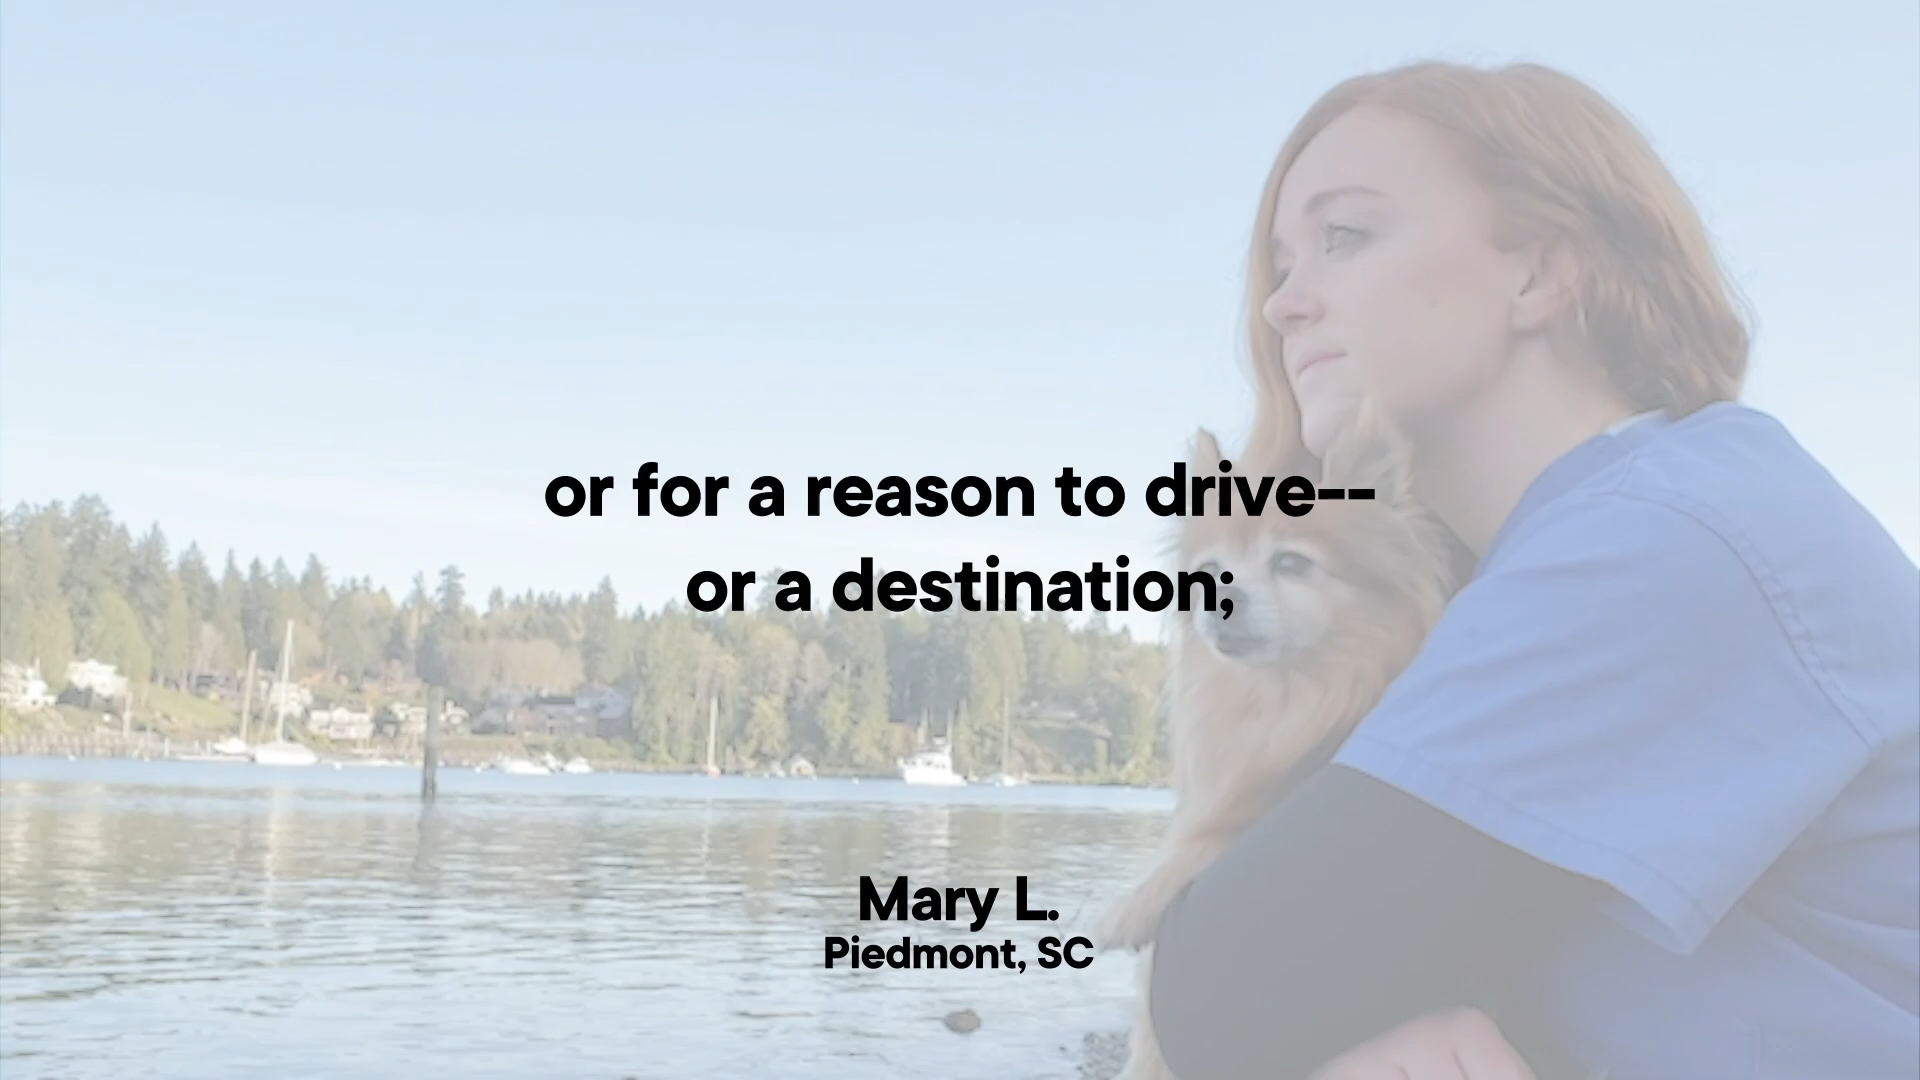 or for a reason to drive--
or a destination;
Mary L.
Piedmont, SC